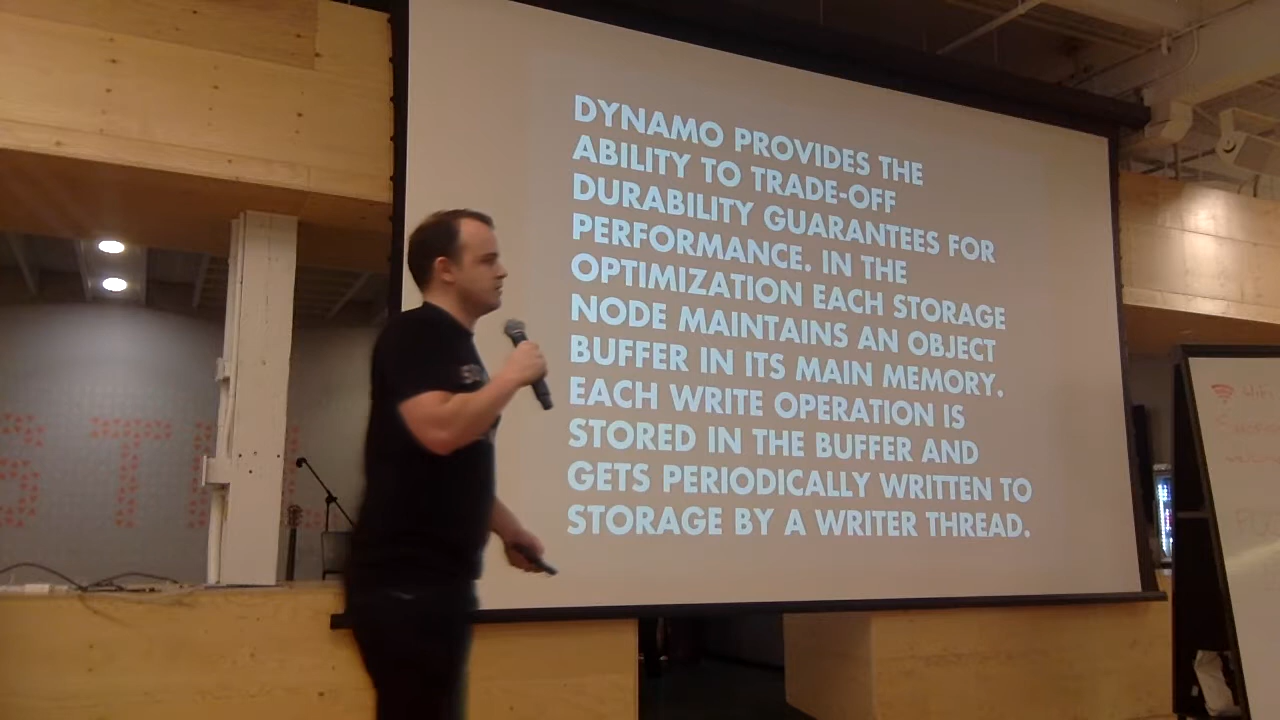 DYNAMO PROVIDES THE
ABILITY TO TRADE-OFF
DURABILITY GUARANTEES FOR
PERFORMANCE. IN THE
OPTIMIZATION EACH STORAGE
NODE MAINTAINS AN OBJECT
BUFFER IN ITS MAIN MEMORY.
EACH WRITE OPERATION IS
STORED IN THE BUFFER AND
GETS PERIODICALLY WRITTEN TO
STORAGE BY A WRITER THREAD.
WiFi